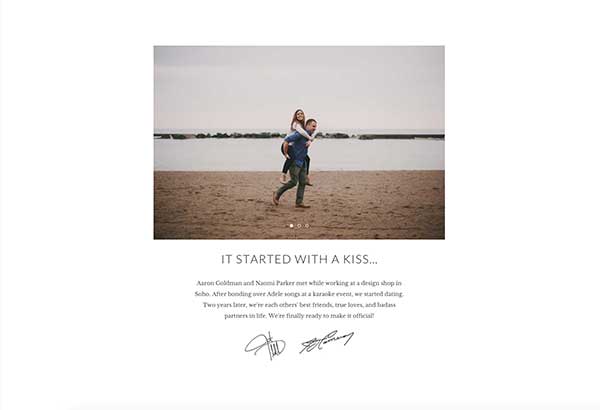 IT STARTED WITH A KISS...
Aaron Goldman and Naomi Parker met while working at a design shop in
Soho. After bonding over Adele songs at a karaoke event, we started dating.
Two years later, we're each others' best friends, true loves, and badass
partners in life. We're finally ready to make it official!